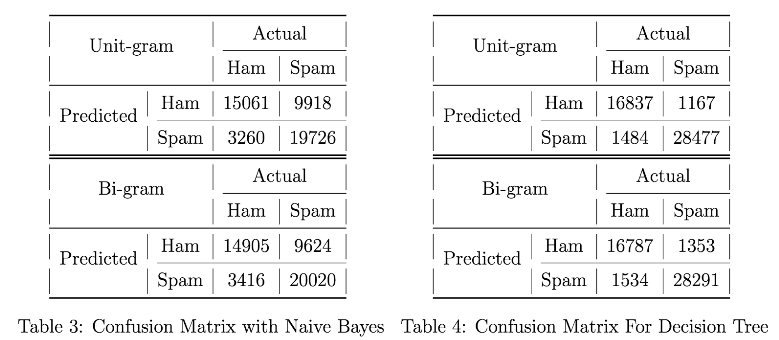 Unit-gram Actual
Ham Spam
Predicted Ham 15061 9918
Spam 3260 19726
Bi-gram Actual
Ham Spam
Predicted Ham 14905 9624
Spam 3416 20020
Table 3: Confusion Matrix with Naive Bayes
Unit-gram Actual
Ham Spam
Predicted Ham 16837 1167
Spam 1484 28477
Bi-gram Actual
Ham Spam
Predicted Ham 16787 1353
Spam 1534 28291
Table 4: Confusion Matrix For Decision Tree